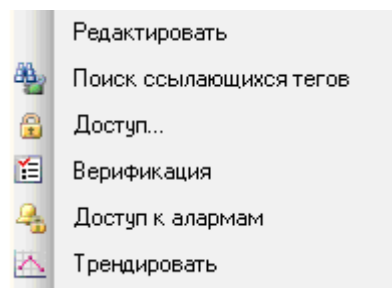 Редактировать
Поиск ссылающихся тегов
Доступ...
Верификация
Доступ к алармам
Трендировать